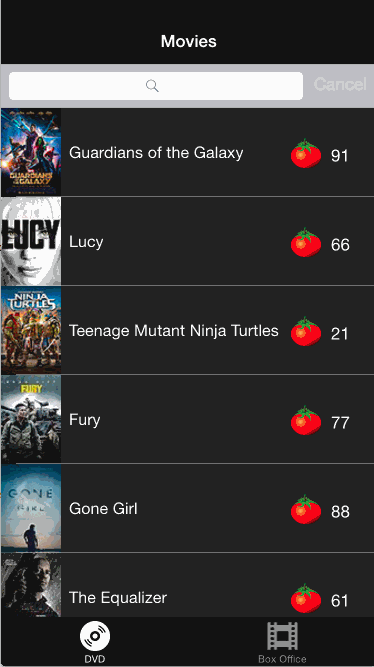 Movies
Cancel
GUARDIANS
OF THE GALAXY
Guardians of the Galaxy
91
LUCY
Lucy
66
NINJA
TURTLES
Teenage Mutant Ninja Turtles
21
FURY
Fury
77
GONE
GIRL
Gone Girl
88
The Equalizer
61
DVD
Box Office